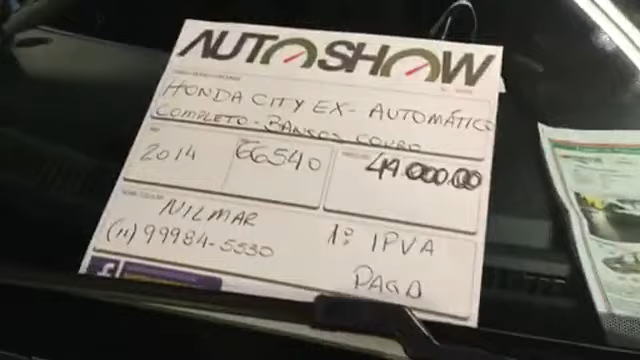 AUTOSHOW
HONDA CITY EX - AUTOMÁTICO
COMPLETO - BANCOS COURO
2014 66540 49.000.00
NILMAR
(11) 99984-5530
1º IPVA
PAGO